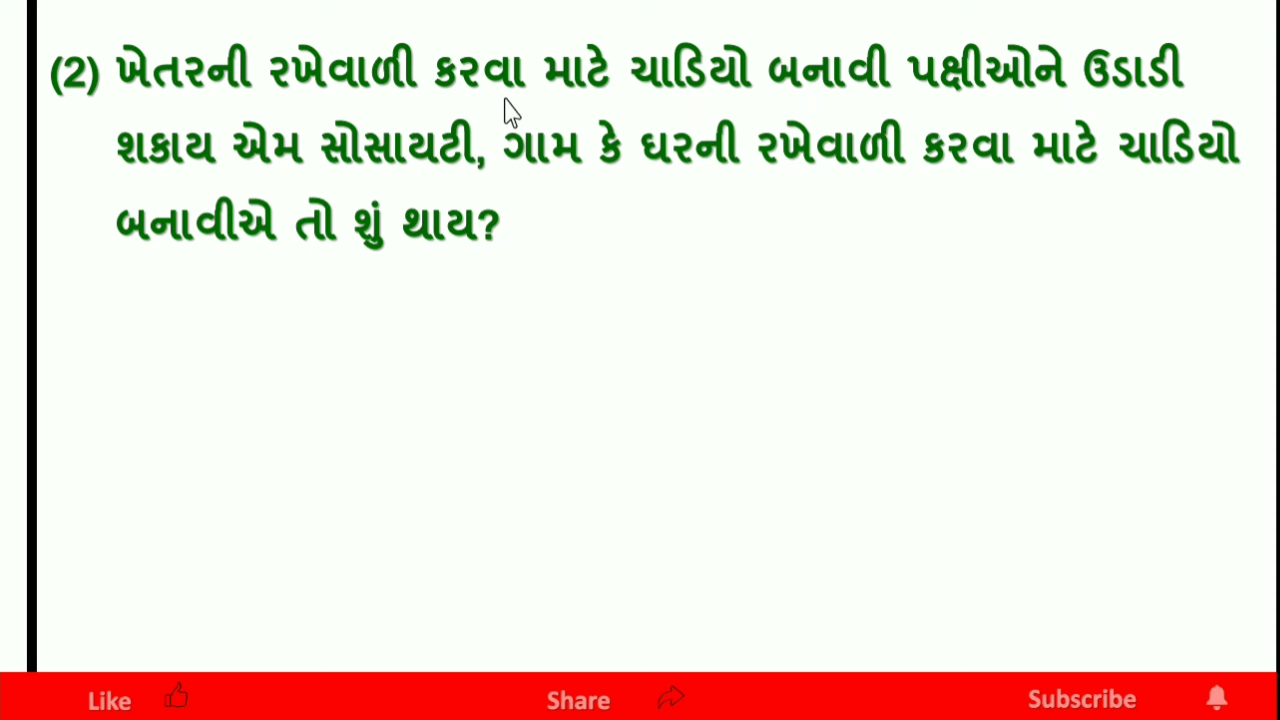 (2) ખેતરની રખેવાળી કરવા માટે ચાડિયો બનાવી પક્ષીઓને ઉડાડી
શકાય એમ સોસાયટી, ગામ કે ઘરની રખેવાળી કરવા માટે ચાડિયો
બનાવીએ તો શું થાય?
Like Share Subscribe